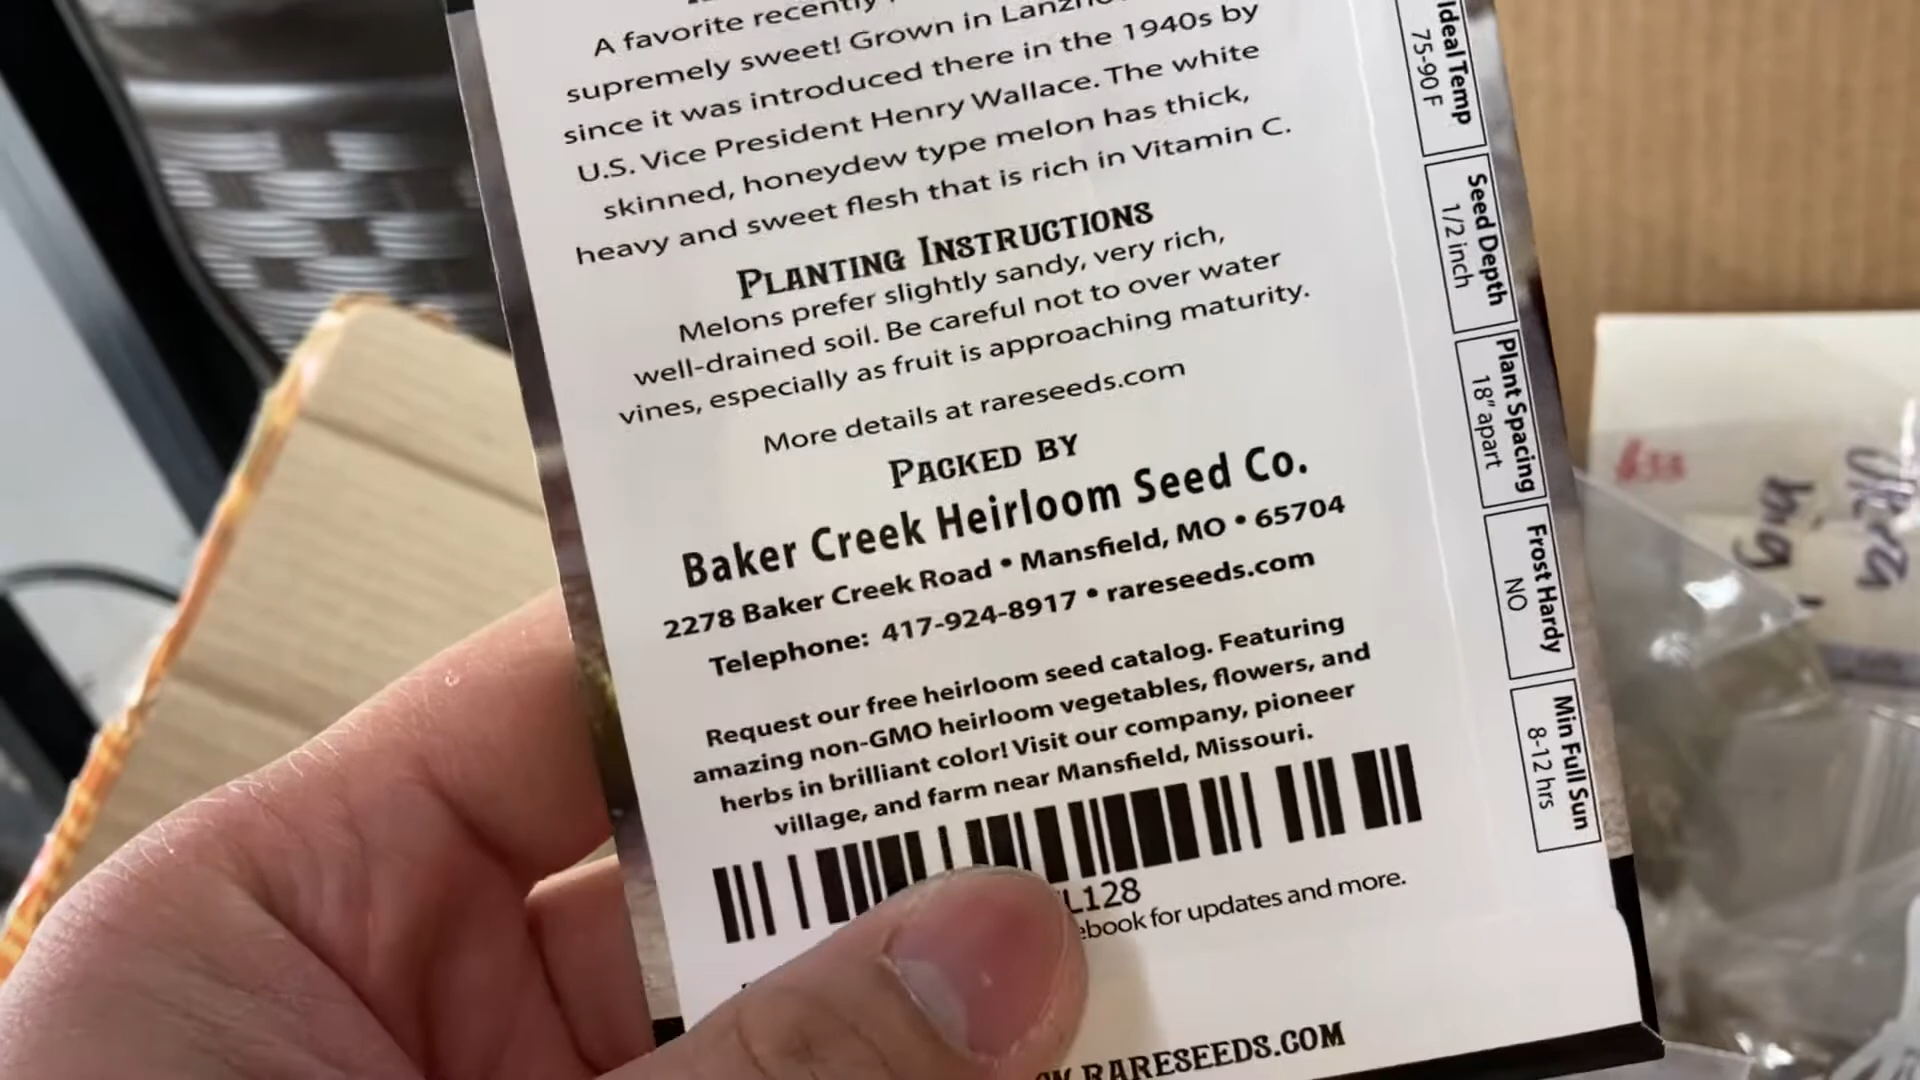 A favorite recently
supremely sweet! Grown in
since it was introduced there in the 1940s by
U.S. Vice President Henry Wallace. The white
skinned, honeydew type melon has thick,
heavy and sweet flesh that is rich in Vitamin C.
PLANTING INSTRUCTIONS
Melons prefer slightly sandy, very rich,
well-drained soil. Be careful not to over water
vines, especially as fruit is approaching maturity.
More details at rareseeds.com
PACKED BY
Baker Creek Heirloom Seed Co.
2278 Baker Creek Road • Mansfield, MO • 65704
Telephone: 417-924-8917 • rareseeds.com
Request our free heirloom seed catalog. Featuring
amazing non-GMO heirloom vegetables, flowers, and
herbs in brilliant color! Visit our company, pioneer
village, and farm near Mansfield, Missouri.
L128
ebook for updates and more.
RARESEEDS.COM
Ideal Temp
75-90 F
Seed Depth
1/2 inch
Plant Spacing
18" apart
Frost Hardy
NO
Min Full Sun
8-12 hrs
big